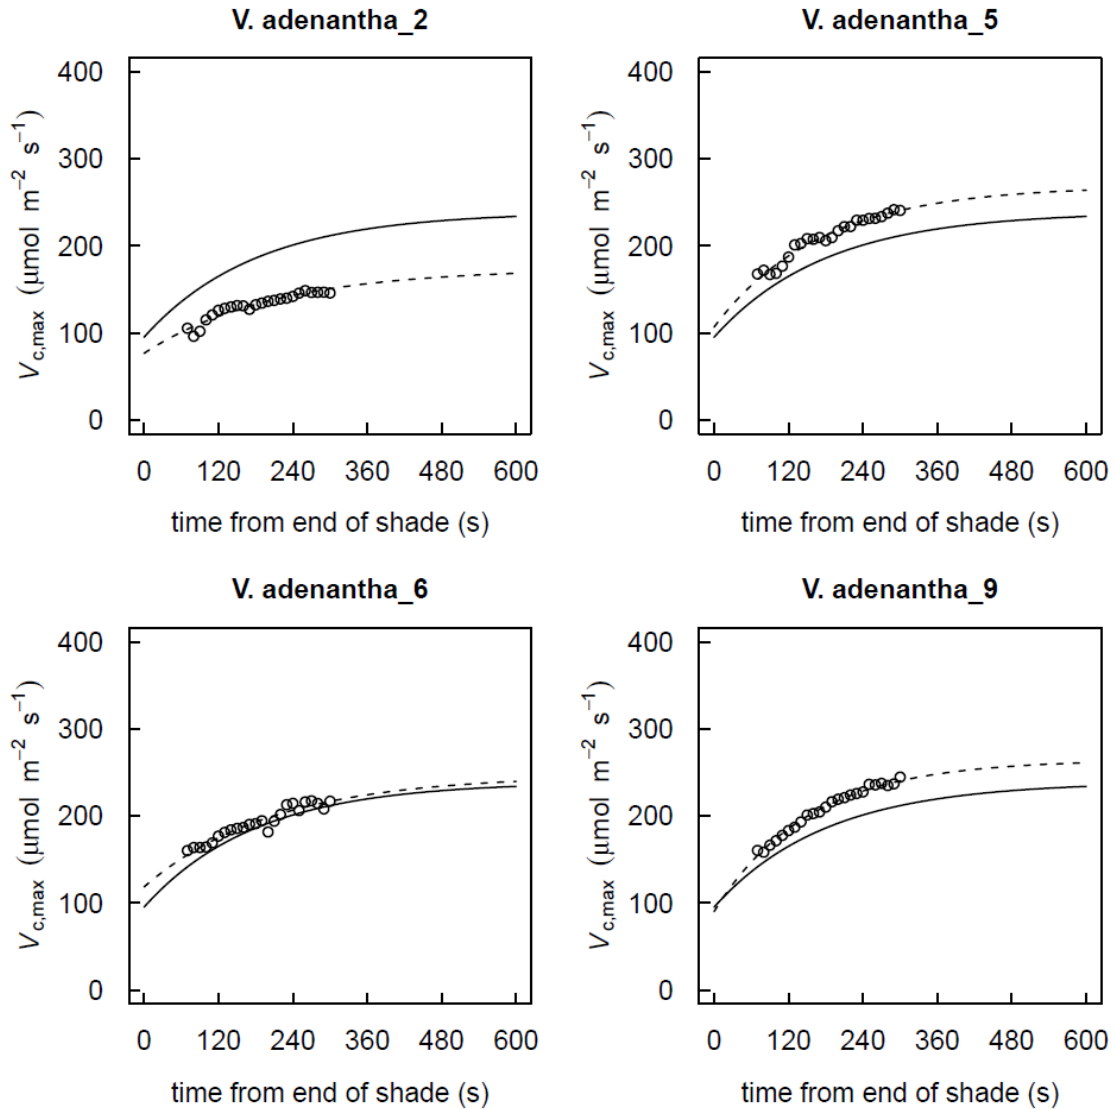 V. adenantha_2
V. adenantha_5
400
300
200
100
0
V c,max (μmol m−2 s−1)
0 120 240 360 480 600
time from end of shade (s)
400
300
200
100
0
V c,max (μmol m−2 s−1)
0 120 240 360 480 600
time from end of shade (s)
V. adenantha_6
V. adenantha_9
400
300
200
100
0
V c,max (μmol m−2 s−1)
0 120 240 360 480 600
time from end of shade (s)
400
300
200
100
0
V c,max (μmol m−2 s−1)
0 120 240 360 480 600
time from end of shade (s)